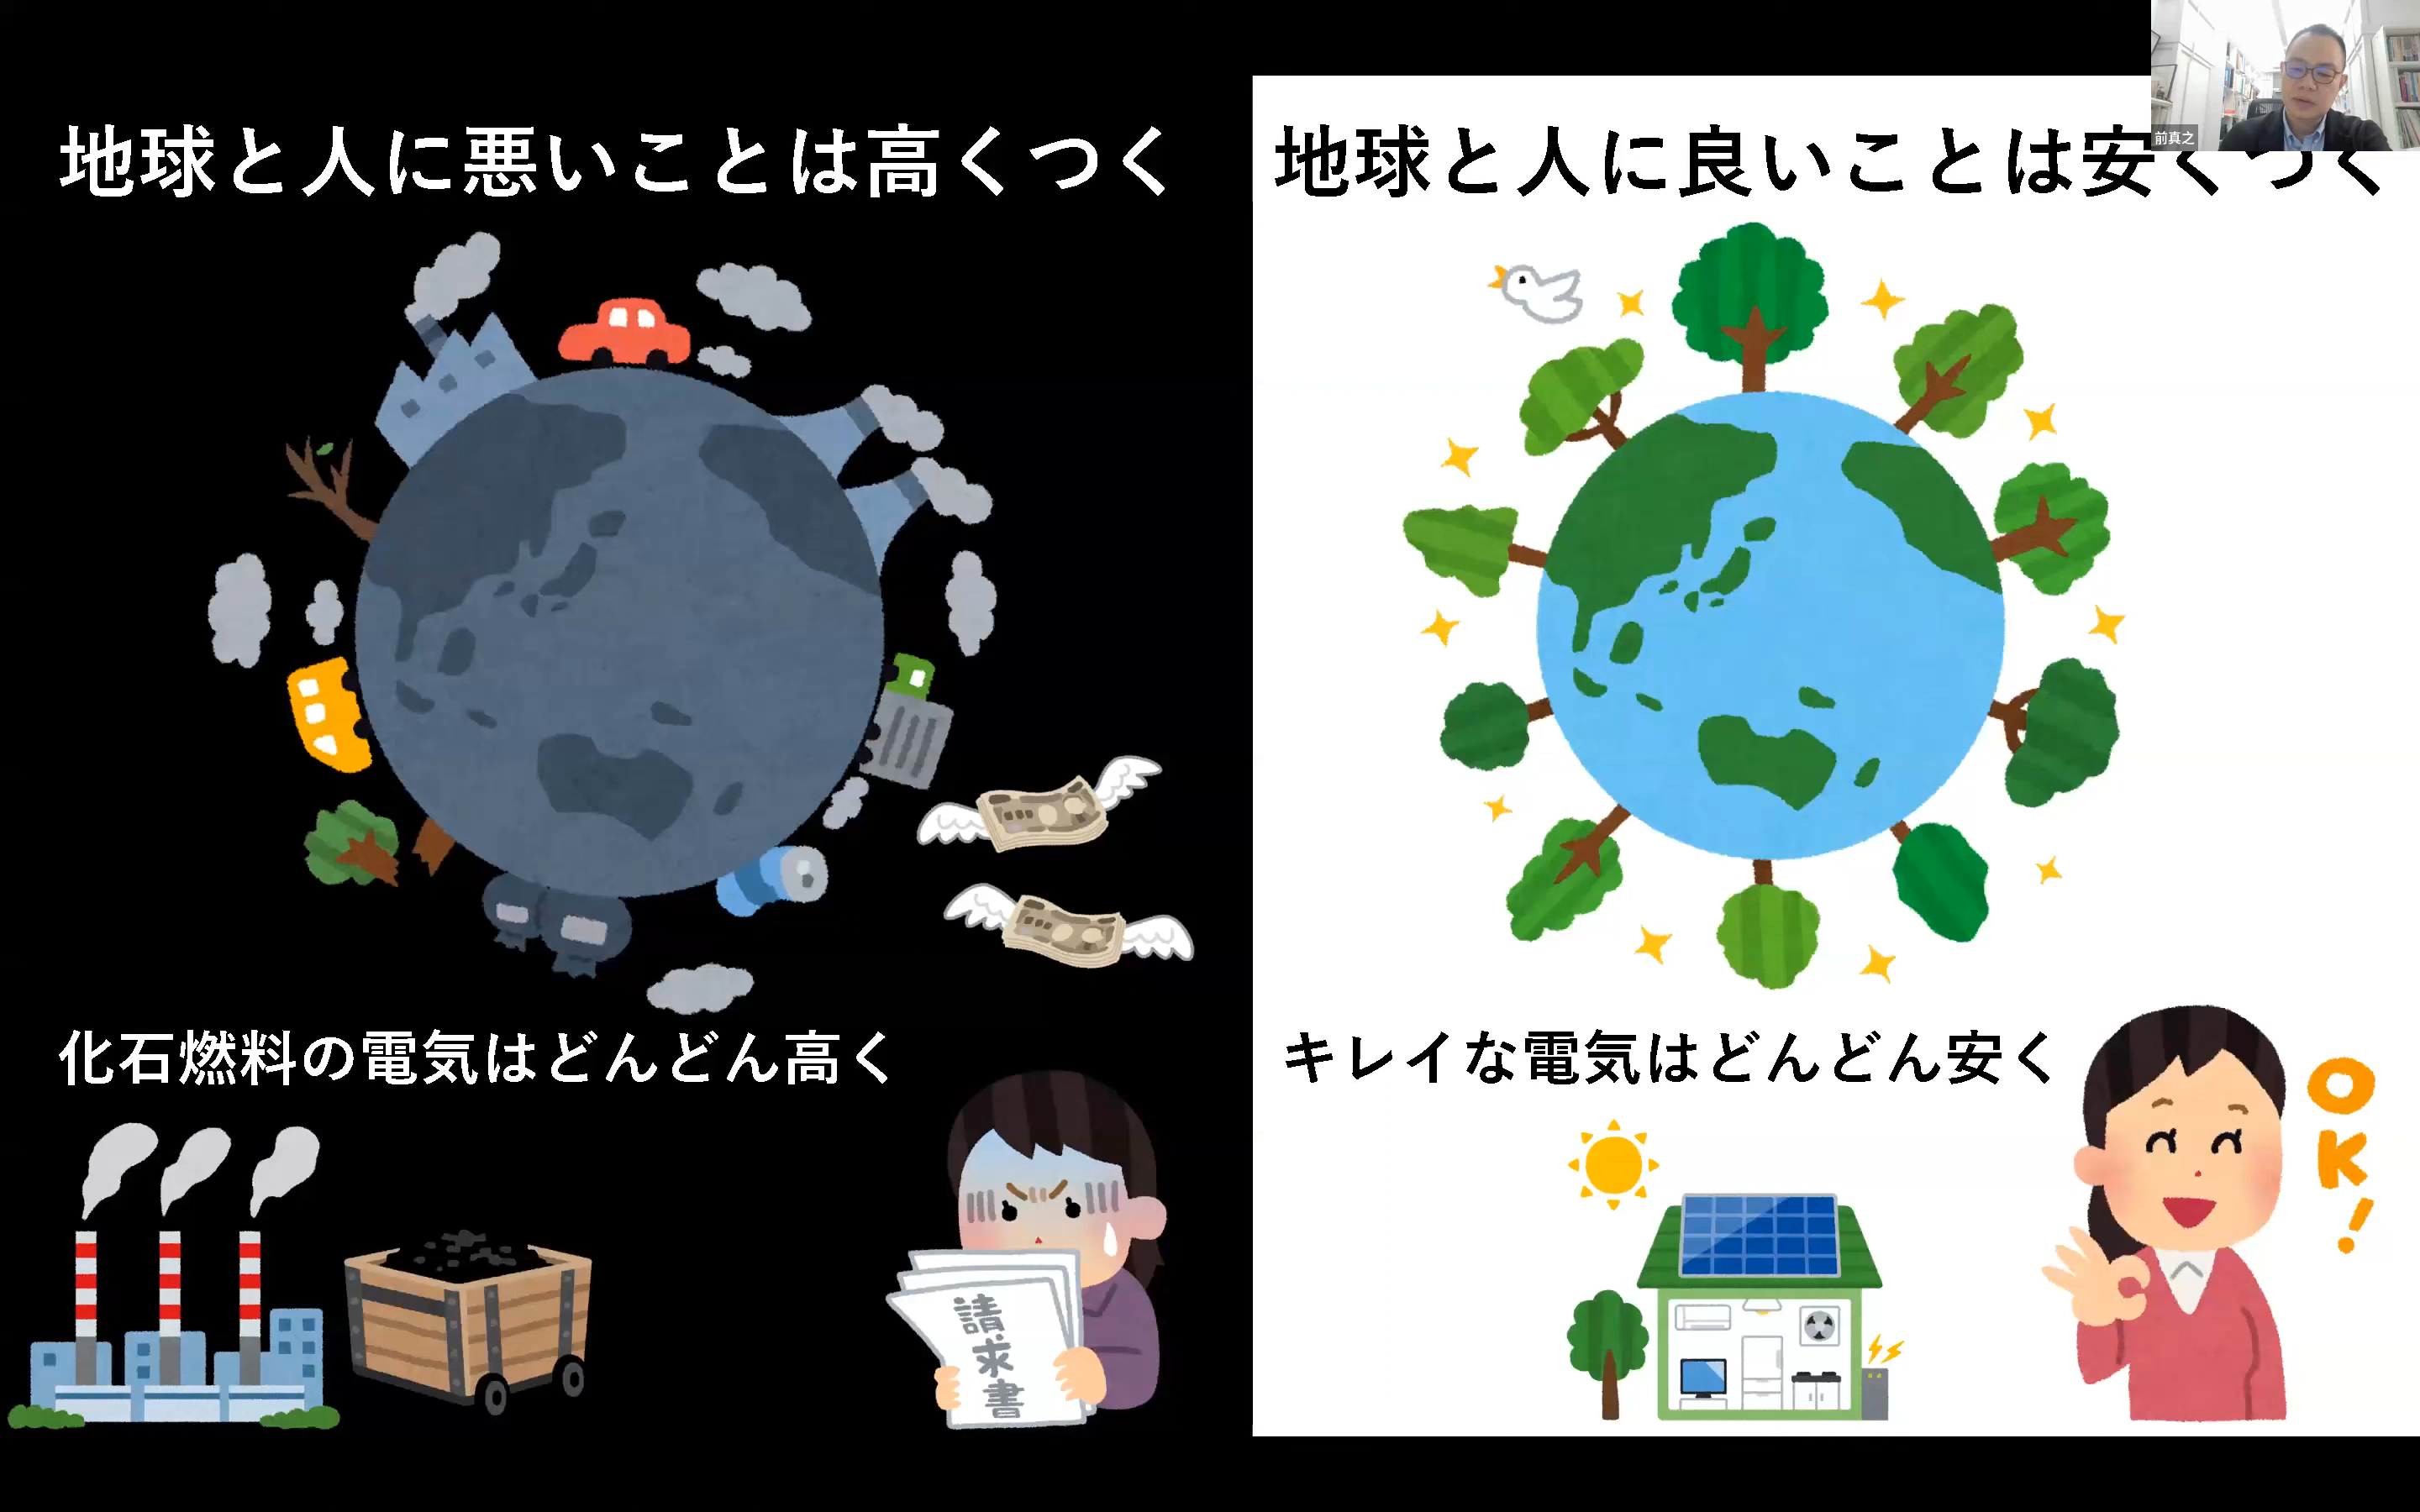 地球と人に悪いことは高くつく
地球と人に良いことは安くつく
前真之
化石燃料の電気はどんどん高く
キレイな電気はどんどん安く
請求書
OK!